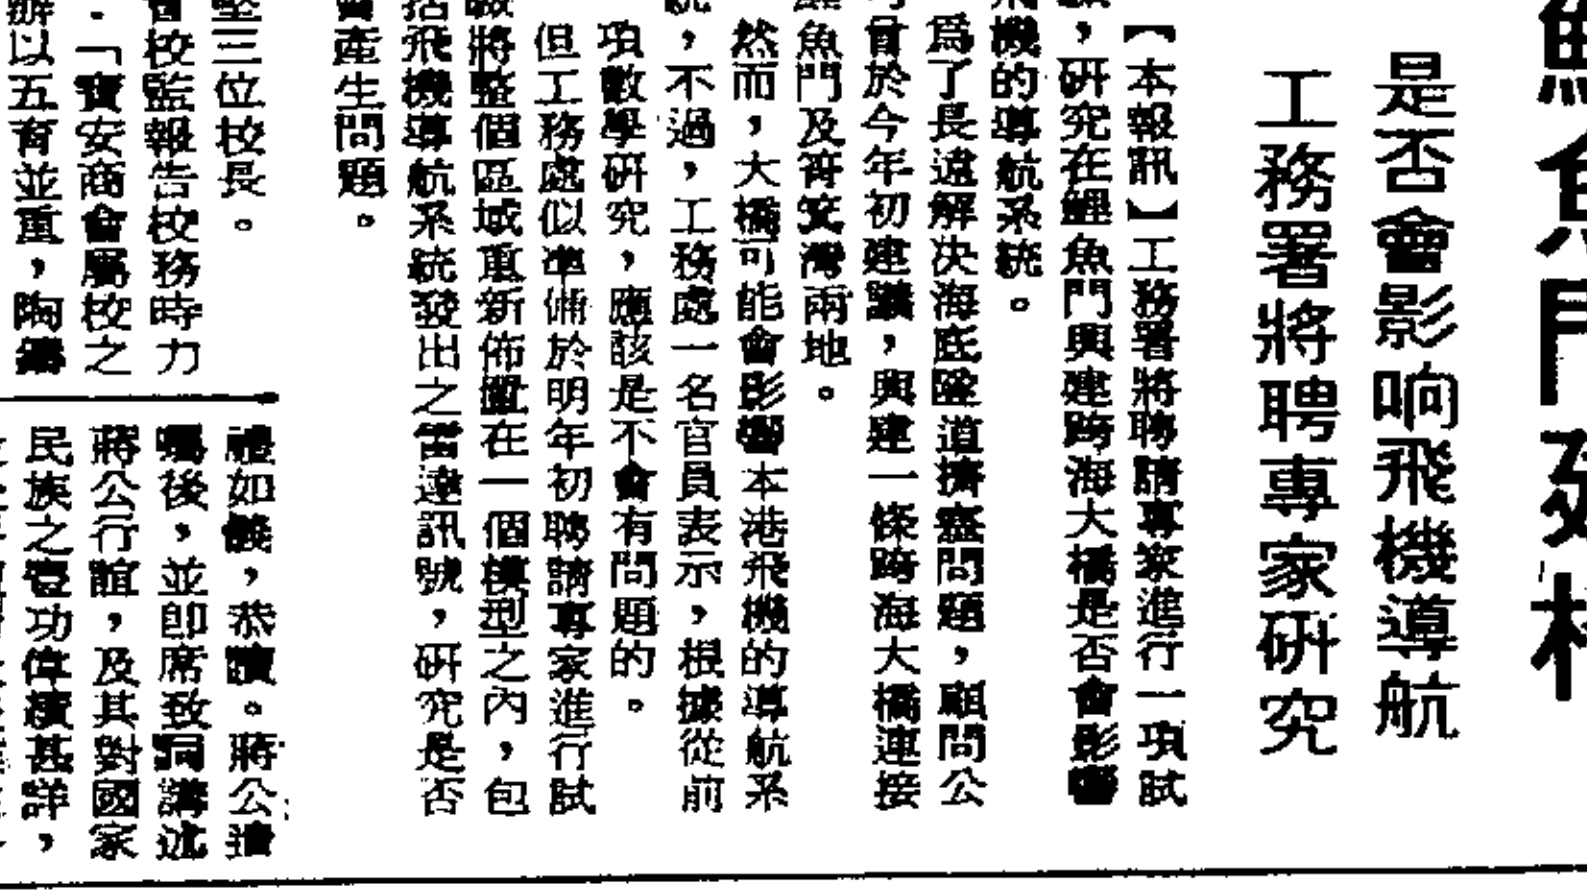 魚門建
是否會影响飛機導航
工務署將聘專家研究
【本報訊】工務署將聘請專家進行一項試
,研究在鯉魚門興建跨海大橋是否會影響
飛機的導航系統。
爲了長遠解決海底隧道擠塞問題,顧問公
司曾於今年初建議,興建一條跨海大橋連接
鯉魚門及筲箕灣兩地。
然而,大橋可能會影響本港飛機的導航系
統,不過,工務處一名官員表示,根據從前
項數學研究,應該是不會有問題的。
但工務處似準備於明年初聘請專家進行試
將整個區域重新佈置在一個模型之內,包
括飛機導航系統發出之雷達訊號,研究是否
會產生問題。
三位校長。
校監報告校務時力
.「寶安商會屬校之
辦以五育並重,陶鑄
禮如儀,恭讀。蔣公遺
囑後,並即席致詞講述
蔣公行誼,及其對國家
民族之豐功偉績甚詳,